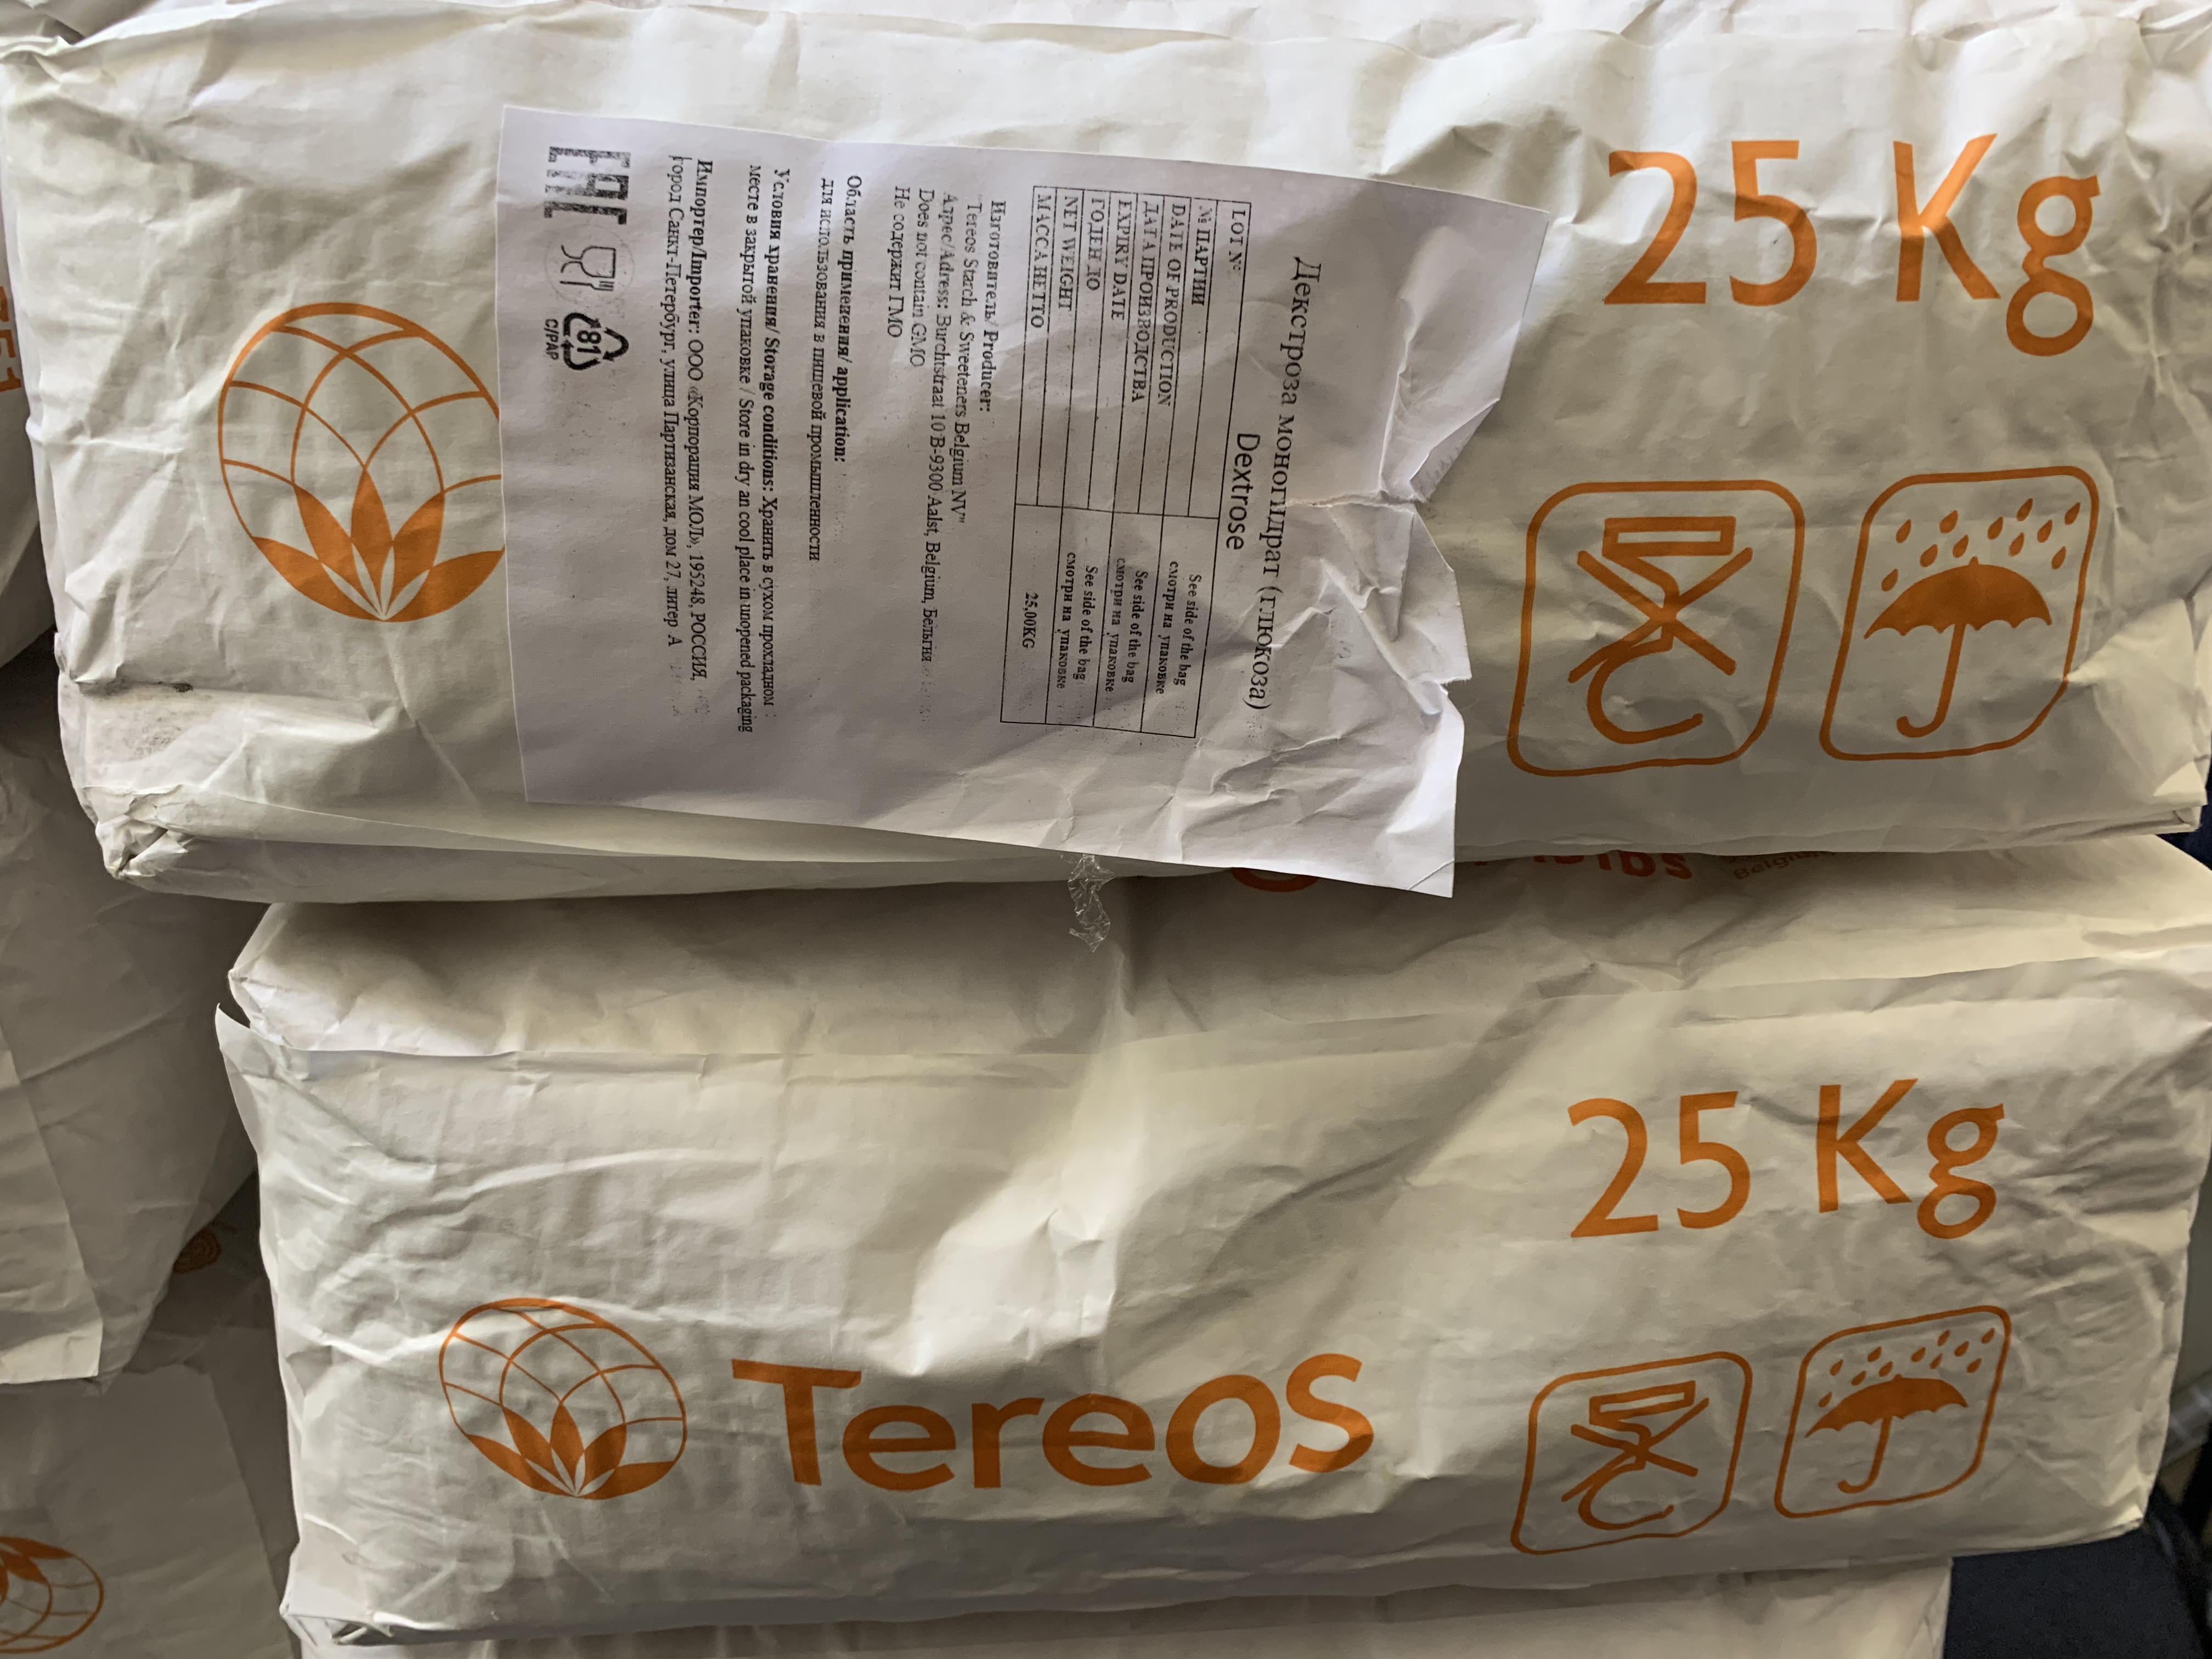 25 Kg
Декстроза моногидрат (глюкоза)
Dextrose
LOT N°
№ ПАРТИИ
See side of the bag
смотри на упаковке
DATE OF PRODUCTION
ДАТА ПРОИЗВОДСТВА
See side of the bag
смотри на упаковке
EXPIRY DATE
ГОДЕН ДО
See side of the bag
смотри на упаковке
NET WEIGHT
МАССА НЕТТО
25,00KG
Изготовитель/ Producer:
"Tereos Starch & Sweeteners Belgium NV"
Адрес/Adress: Burchtstraat 10 B-9300 Aalst, Belgium, Бельгия
Does not contain GMO
Не содержит ГМО
Область применения/ application:
для использования в пищевой промышленности
Условия хранения/ Storage conditions: Хранить в сухом прохладном
месте в закрытой упаковке / Store in dry an cool place in unopened packaging
Импортер/Importer: ООО «Корпорация МОЛ», 195248, РОССИЯ,
город Санкт-Петербург, улица Партизанская, дом 27, литер А
EAC
81
C/PAP
Belgium
25 Kg
Tereos